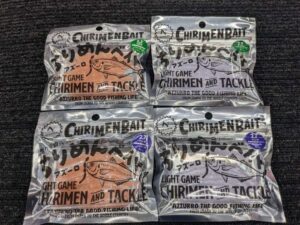 CHIRIMENBAIT
ちりめんベイト
LIGHT GAME
CHIRIMEN AND TACKLE
AZZURRO THE GOOD FISHING LIFE
CHIRIMENBAIT
ちりめんベイト
LIGHT GAME
CHIRIMEN AND TACKLE
AZZURRO THE GOOD FISHING LIFE
CHIRIMENBAIT
ちりめんベイト
LIGHT GAME
CHIRIMEN AND TACKLE
AZZURRO THE GOOD FISHING LIFE
CHIRIMENBAIT
ちりめんベイト
LIGHT GAME
CHIRIMEN AND TACKLE
AZZURRO THE GOOD FISHING LIFE